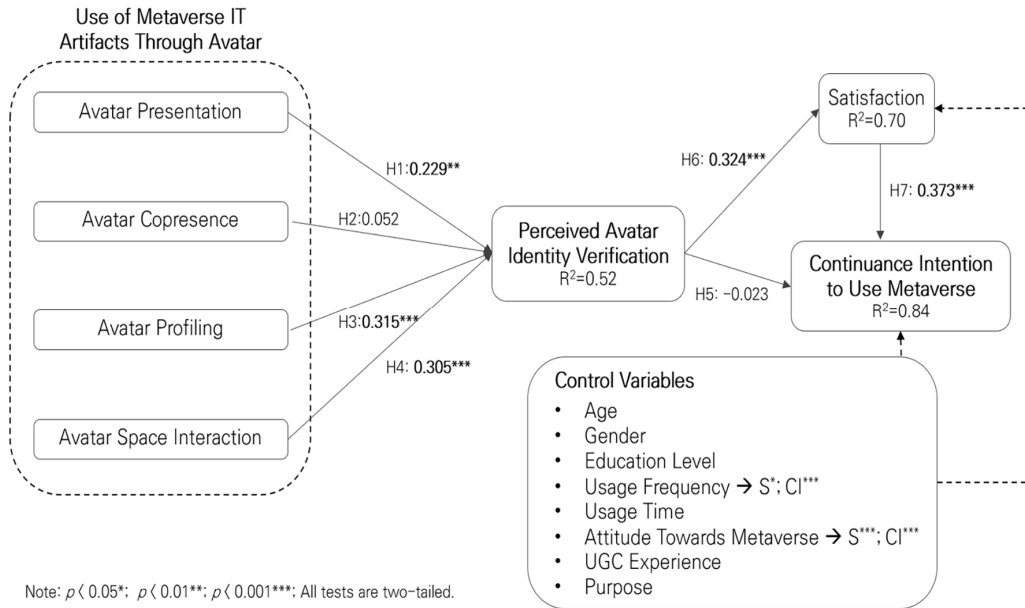 Use of Metaverse IT
Artifacts Through Avatar
Avatar Presentation
Avatar Copresence
Avatar Profiling
Avatar Space Interaction
H1:0.229**
H2:0.052
H3:0.315***
H4: 0.305***
Perceived Avatar
Identity Verification
R²=0.52
H6: 0.324***
H5: -0.023
Satisfaction
R²=0.70
H7: 0.373***
Continuance Intention
to Use Metaverse
R²=0.84
Control Variables
• Age
• Gender
• Education Level
• Usage Frequency → S*; CI***
• Usage Time
• Attitude Towards Metaverse → S***; CI***
• UGC Experience
• Purpose
Note: p〈 0.05*; p〈 0.01**; p〈 0.001***; All tests are two-tailed.